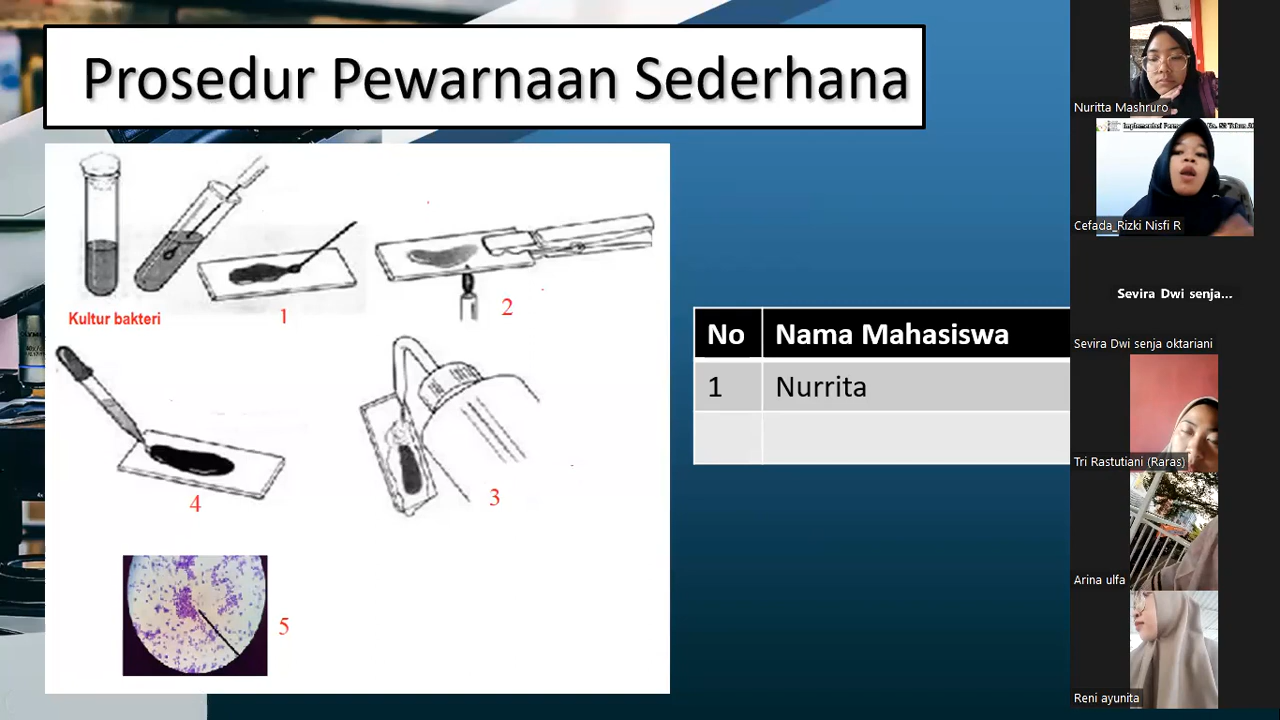 Prosedur Pewarnaan Sederhana
Kultur bakteri
1
2
4
3
5
No Nama Mahasiswa
1 Nurrita
Nuritta Mashruro
Cefada_Rizki Nisfi R
Sevira Dwi senja...
Sevira Dwi senja oktariani
Tri Rastutiani (Raras)
Arina ulfa
Reni ayunita